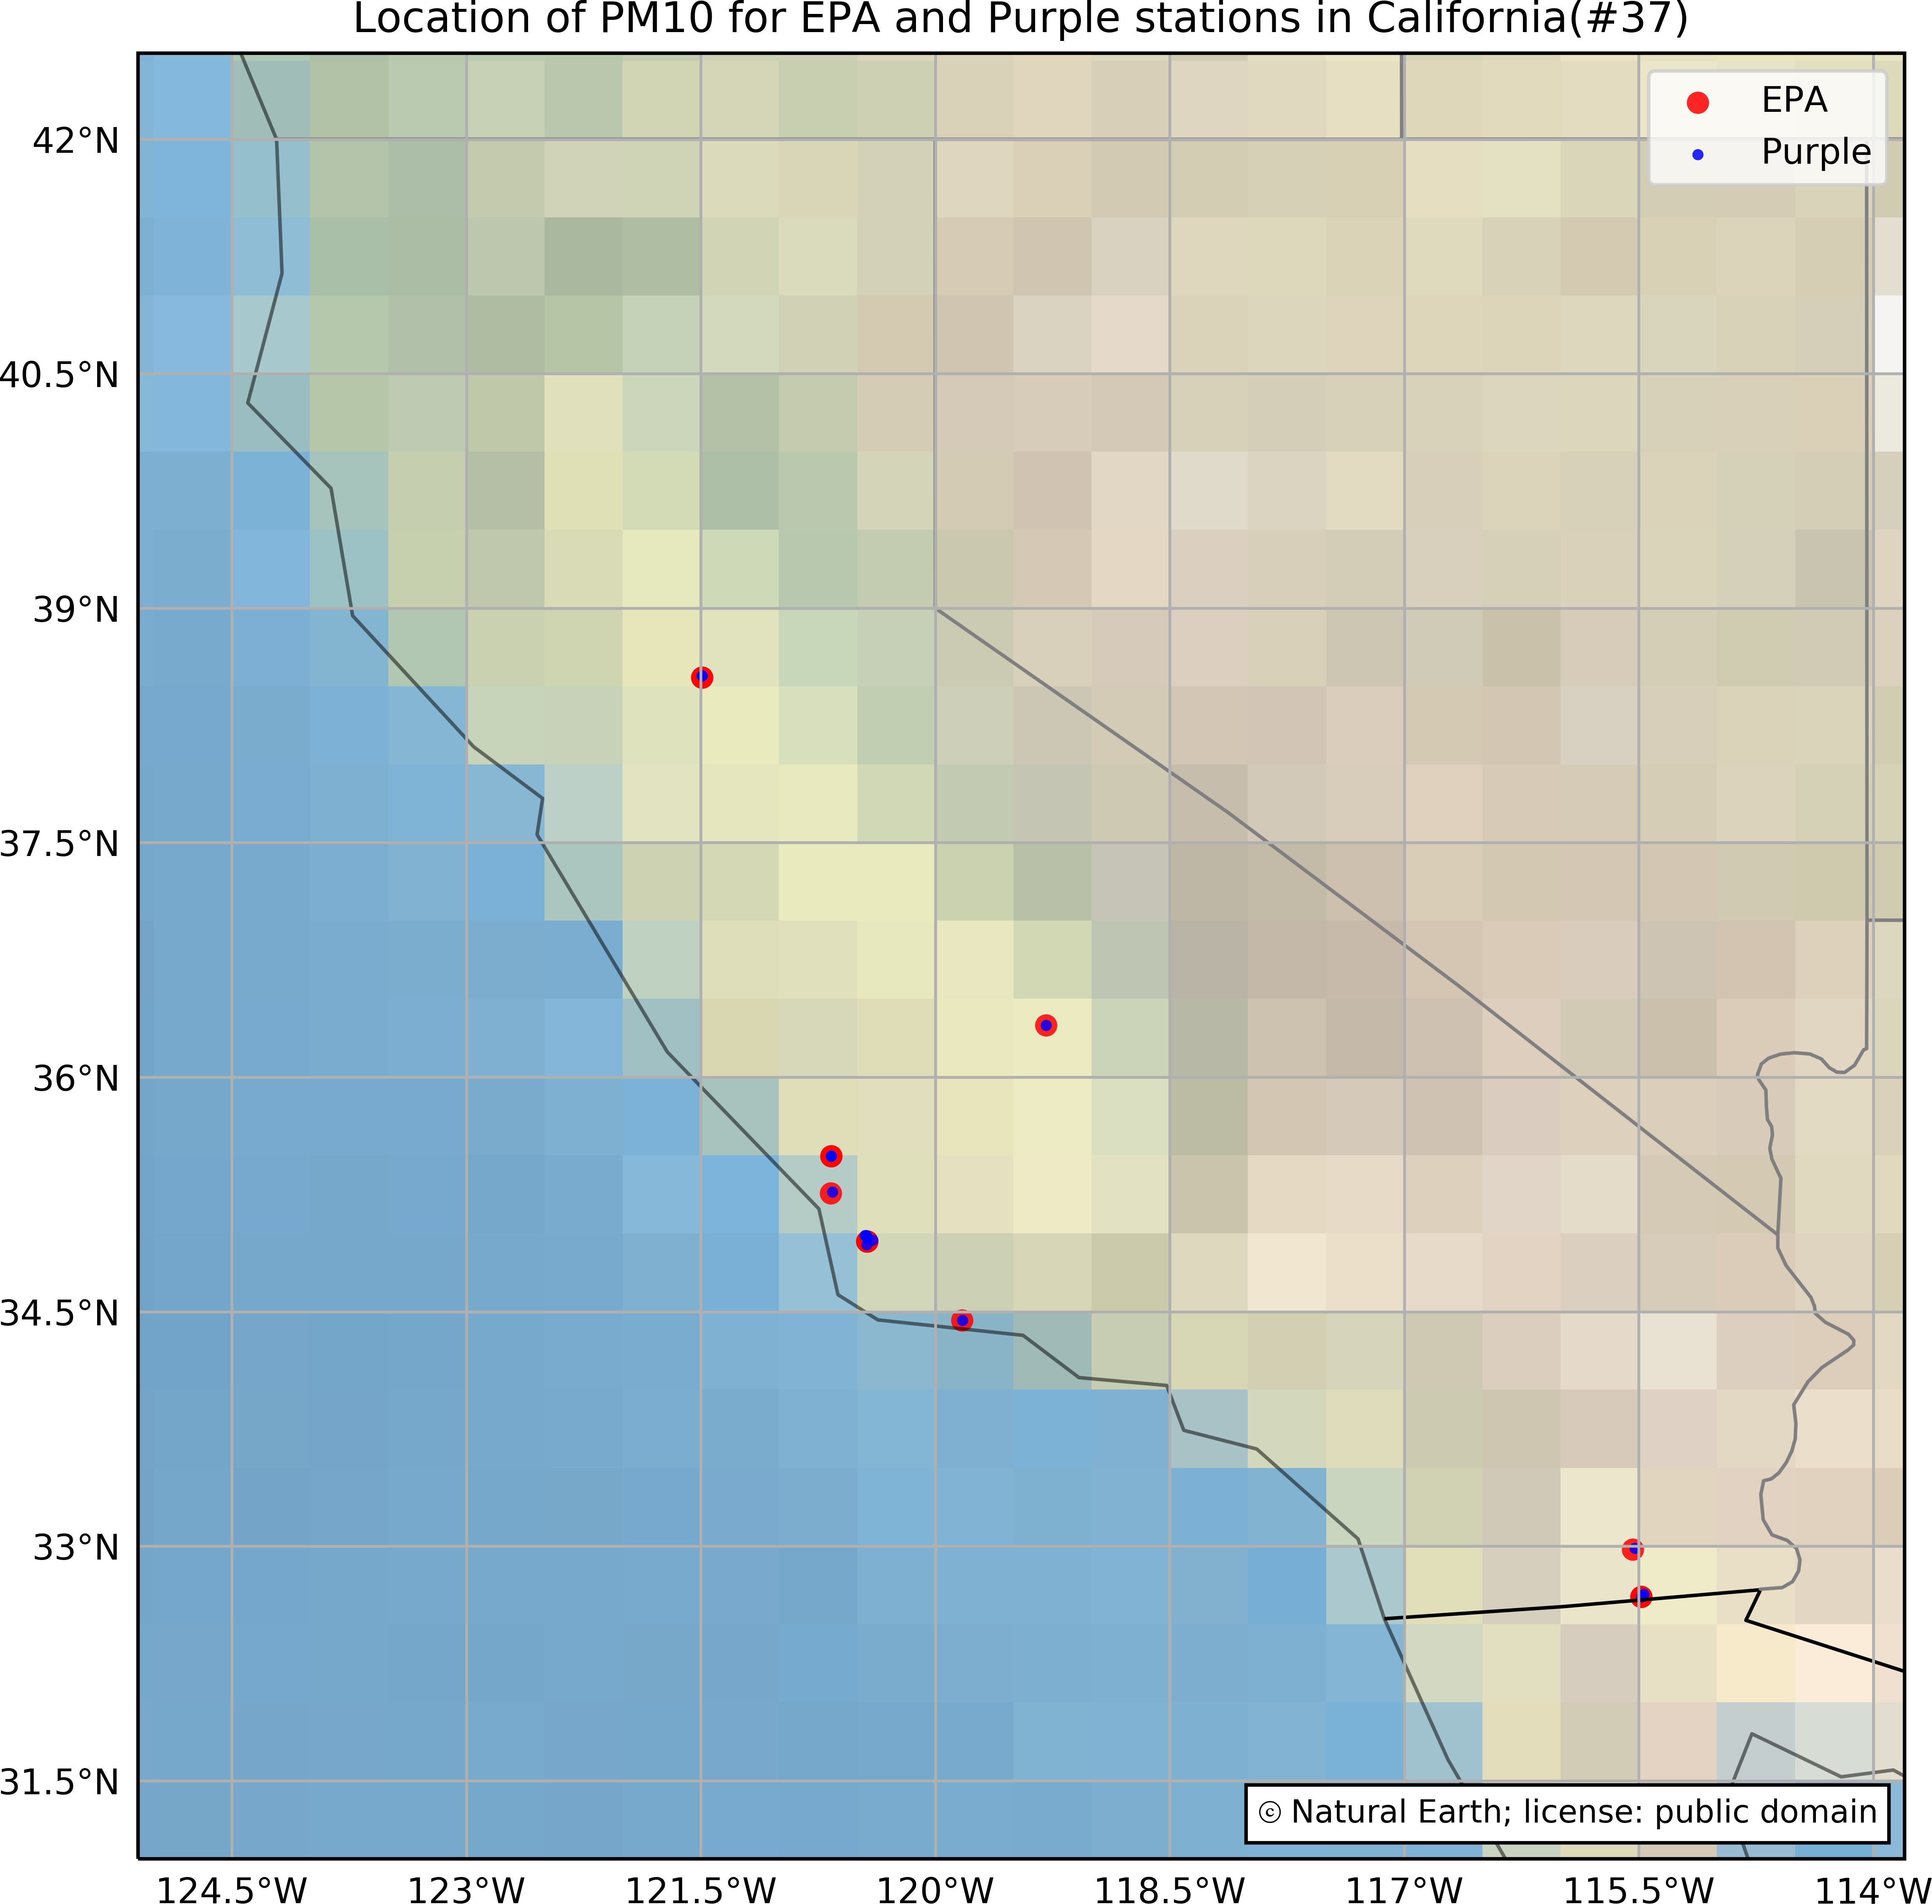 Location of PM10 for EPA and Purple stations in California(#37)
EPA
Purple
42°N
40.5°N
39°N
37.5°N
36°N
34.5°N
33°N
31.5°N
© Natural Earth; license: public domain
124.5°W 123°W 121.5°W 120°W 118.5°W 117°W 115.5°W 114°W